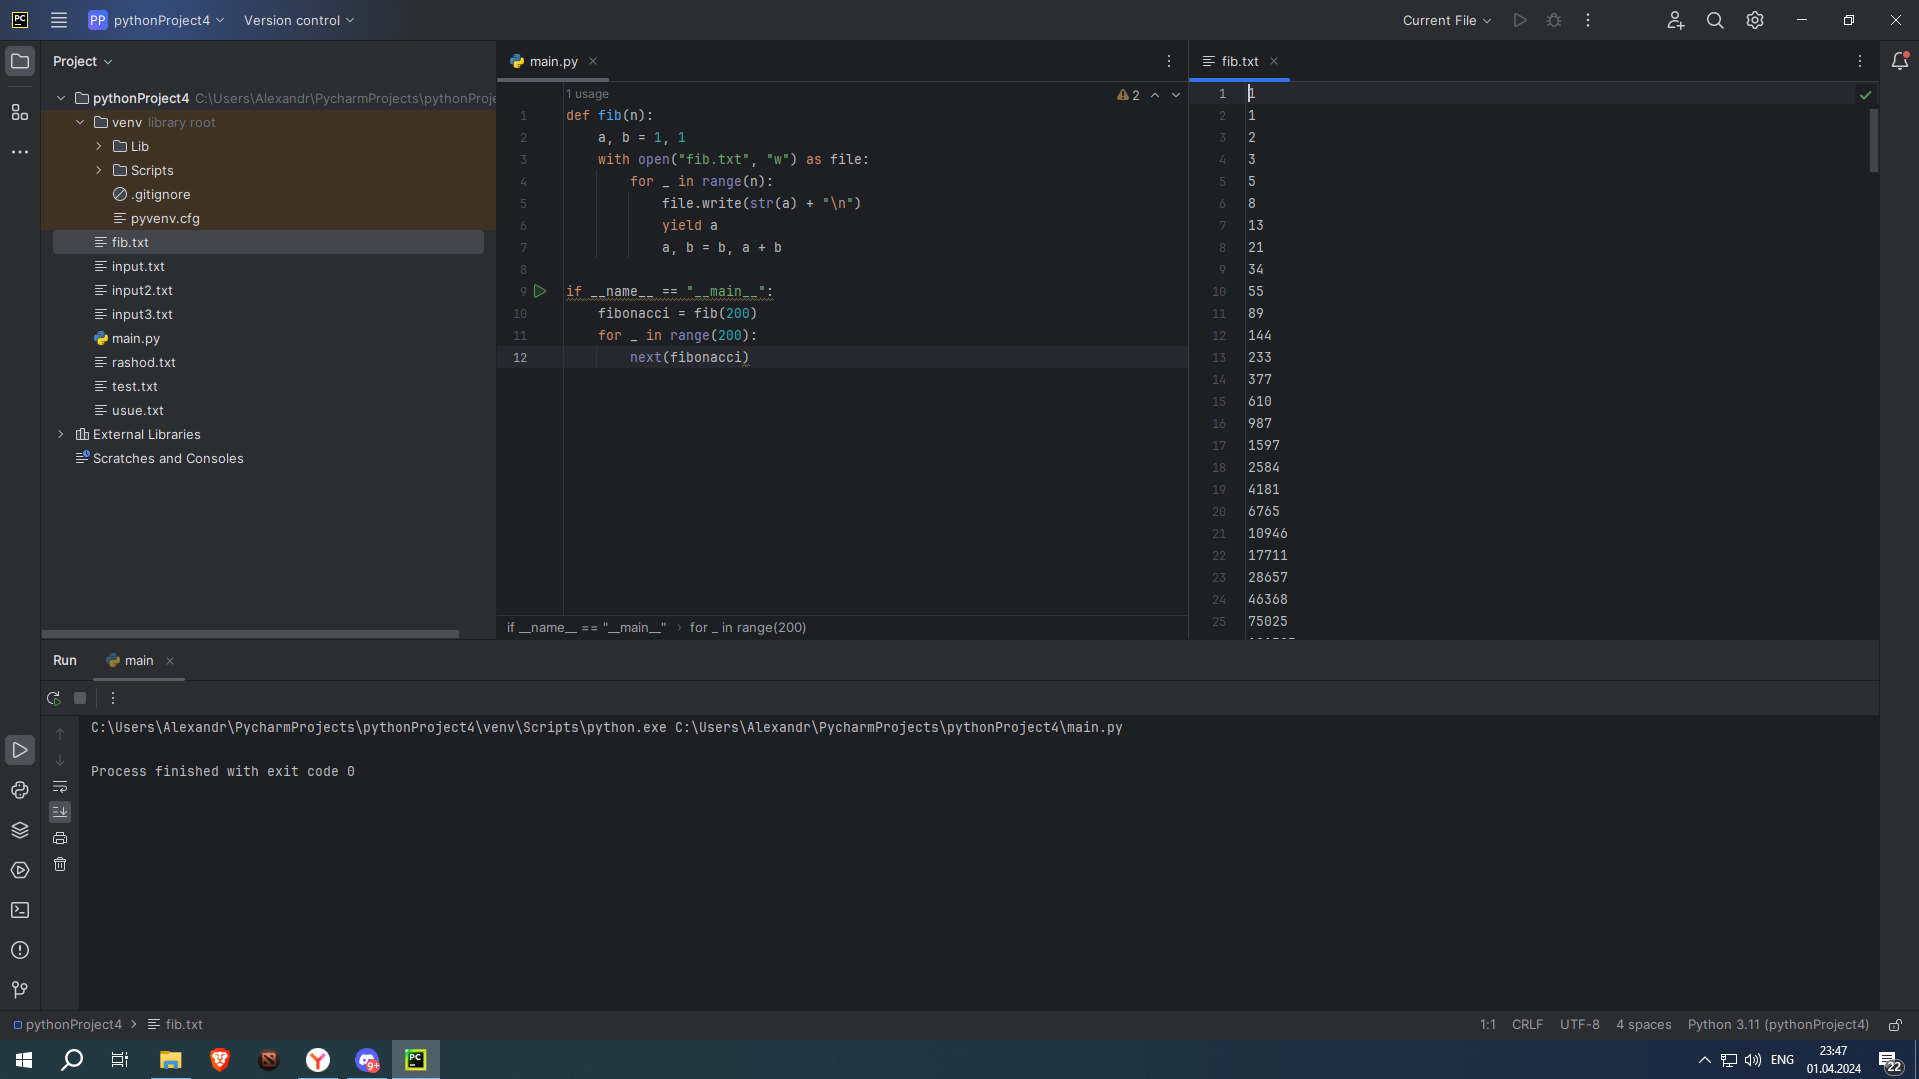 PC PP pythonProject4 Version control Current File
Project
pythonProject4 C:\Users\Alexandr\PycharmProjects\pythonProje
venv library root
Lib
Scripts
.gitignore
pyvenv.cfg
fib.txt
input.txt
input2.txt
input3.txt
main.py
rashod.txt
test.txt
usue.txt
External Libraries
Scratches and Consoles
main.py
1 usage
2
1 def fib(n):
2 a, b = 1, 1
3 with open("fib.txt", "w") as file:
4 for _ in range(n):
5 file.write(str(a) + "\n")
6 yield a
7 a, b = b, a + b
8
9 if __name__ == "__main__":
10 fibonacci = fib(200)
11 for _ in range(200):
12 next(fibonacci)
if __name__ == "__main__" › for _ in range(200)
fib.txt
1 1
2 1
3 2
4 3
5 5
6 8
7 13
8 21
9 34
10 55
11 89
12 144
13 233
14 377
15 610
16 987
17 1597
18 2584
19 4181
20 6765
21 10946
22 17711
23 28657
24 46368
25 75025
Run main
C:\Users\Alexandr\PycharmProjects\pythonProject4\venv\Scripts\python.exe C:\Users\Alexandr\PycharmProjects\pythonProject4\main.py
Process finished with exit code 0
pythonProject4 › fib.txt
1:1 CRLF UTF-8 4 spaces Python 3.11 (pythonProject4)
9+ PC
ENG
23:47
01.04.2024
22